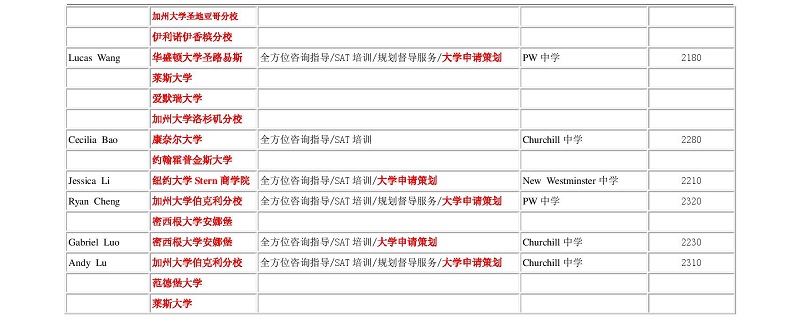 加州大学圣地亚哥分校
伊利诺伊香槟分校
Lucas Wang 华盛顿大学圣路易斯 全方位咨询指导/SAT 培训/规划督导服务/大学申请策划 PW 中学 2180
莱斯大学
爱默瑞大学
加州大学洛杉矶分校
Cecilia Bao 康奈尔大学 全方位咨询指导/SAT 培训 Churchill 中学 2280
约翰霍普金斯大学
Jessica Li 纽约大学 Stern 商学院 全方位咨询指导/SAT 培训/大学申请策划 New Westminster 中学 2210
Ryan Cheng 加州大学伯克利分校 全方位咨询指导/SAT 培训/规划督导服务/大学申请策划 PW 中学 2320
密西根大学安娜堡
Gabriel Luo 密西根大学安娜堡 全方位咨询指导/SAT 培训/大学申请策划 Churchill 中学 2230
Andy Lu 加州大学伯克利分校 全方位咨询指导/SAT 培训/规划督导服务/大学申请策划 Churchill 中学 2310
范德堡大学
莱斯大学